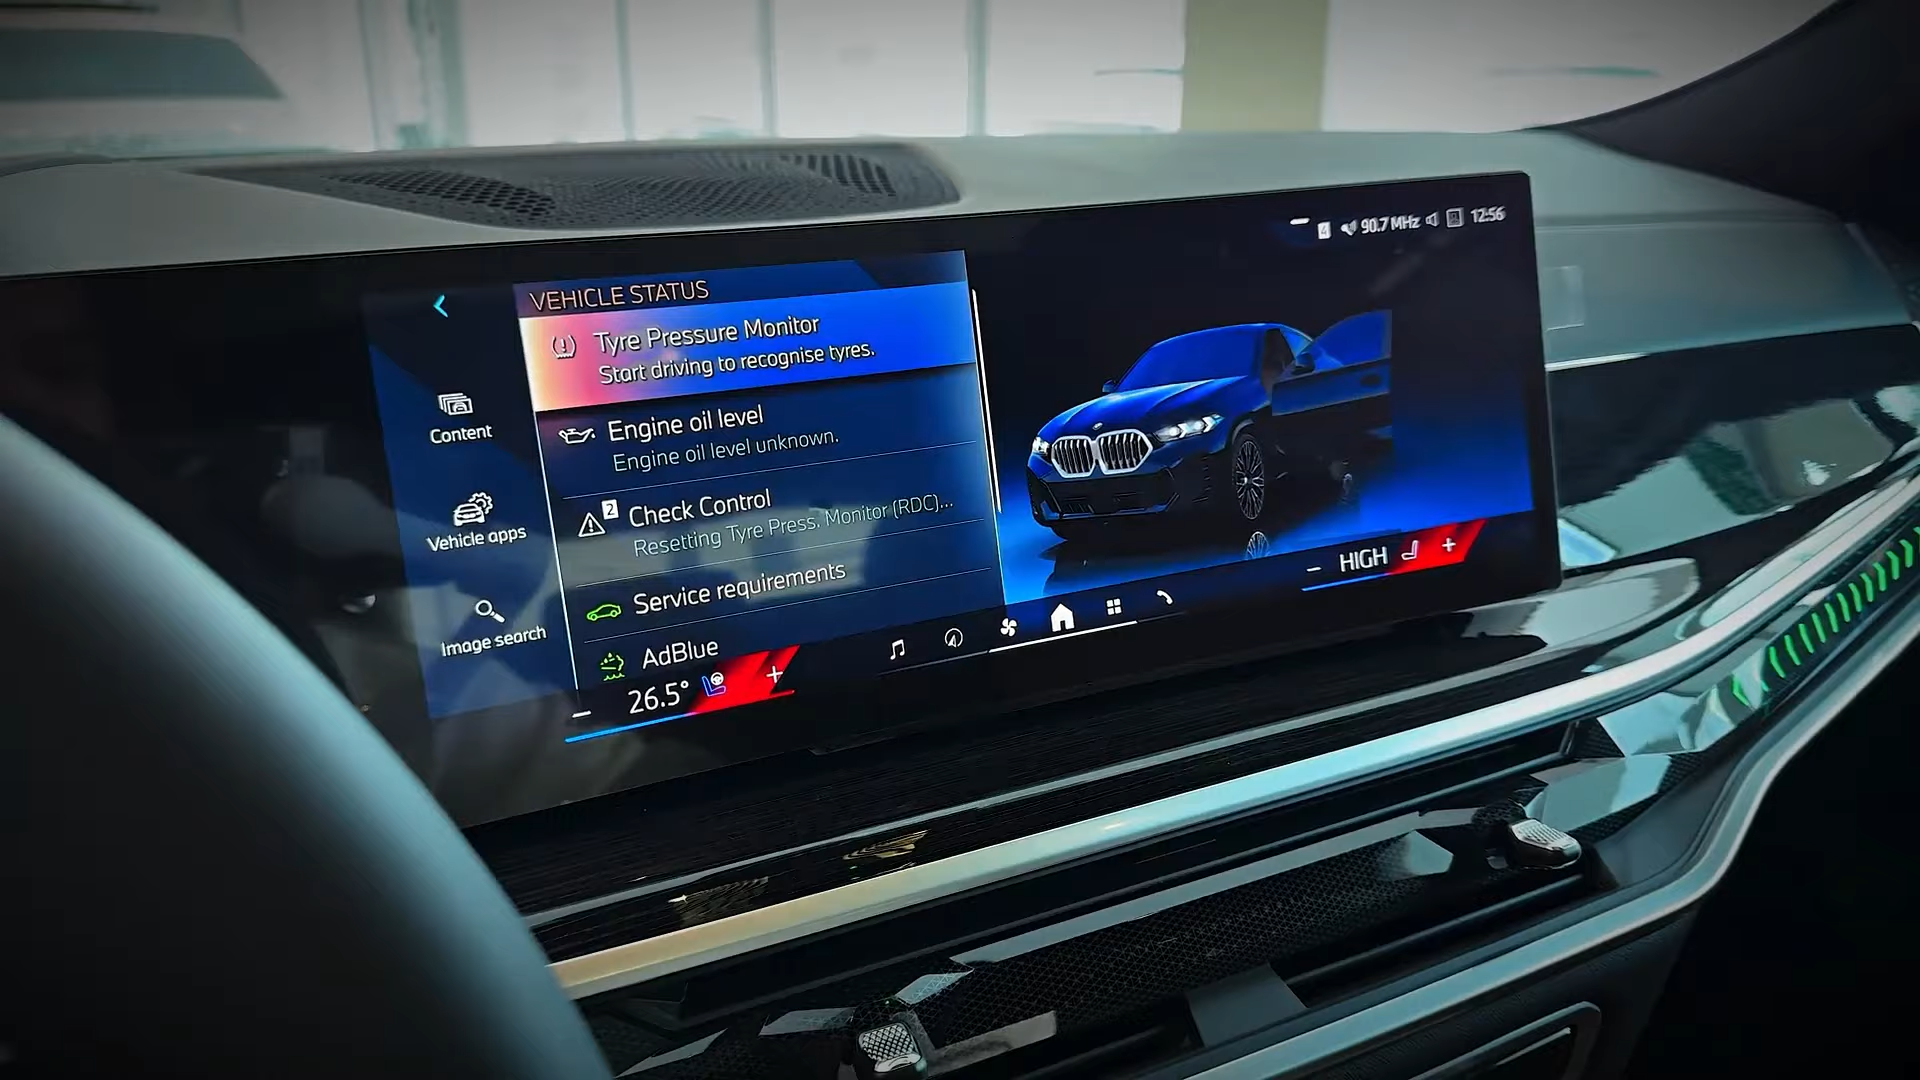 90.7 MHz 12:56
VEHICLE STATUS
Tyre Pressure Monitor
Start driving to recognise tyres.
Content
Engine oil level
Engine oil level unknown.
2
Check Control
Resetting Tyre Press. Monitor (RDC)...
Vehicle apps
Service requirements
Image search
AdBlue
− 26.5° +
− HIGH +